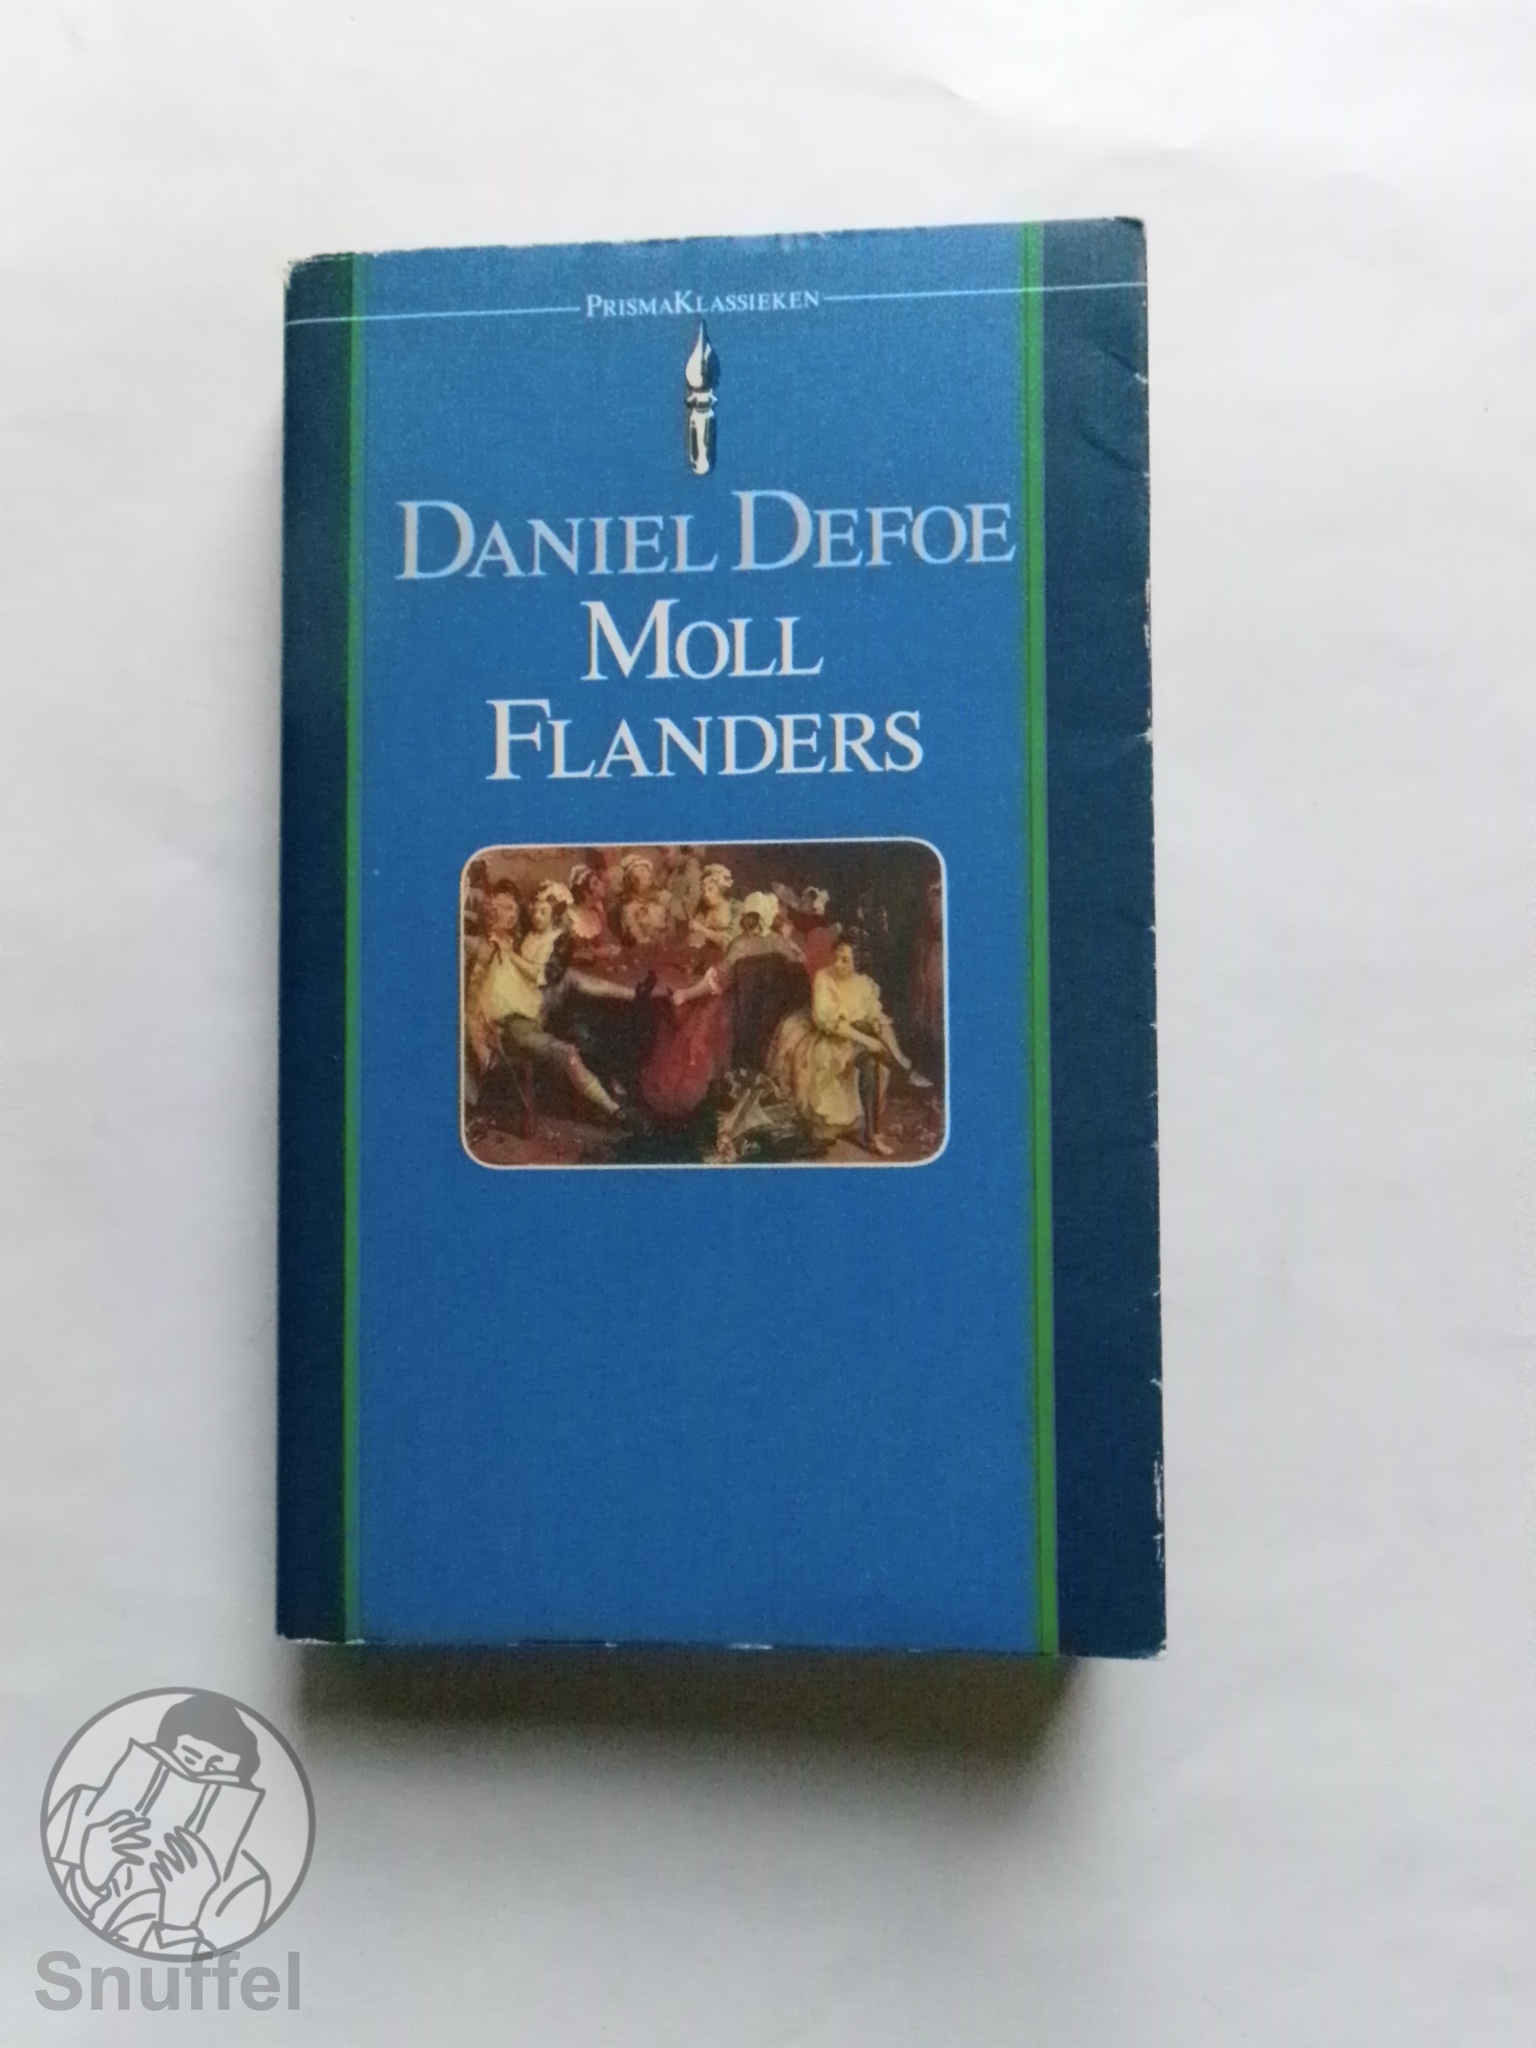 PRISMAKLASSIEKEN
DANIEL DEFOE
MOLL
FLANDERS
Snuffel